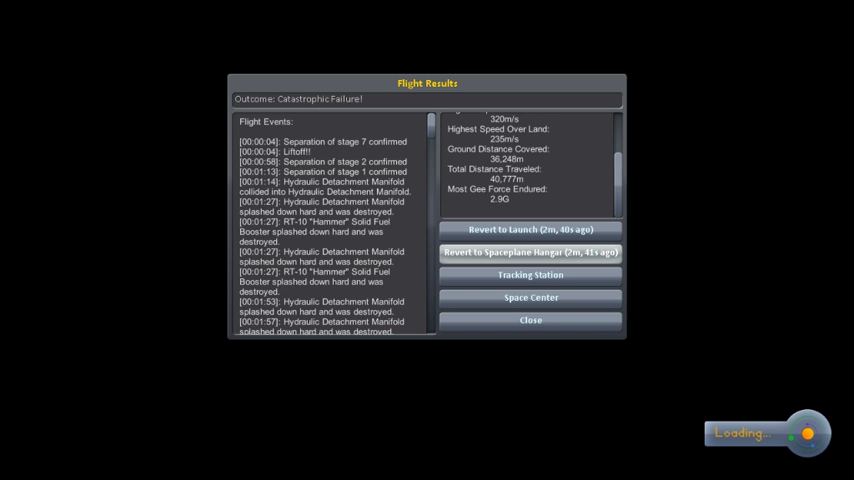 Flight Results
Outcome: Catastrophic Failure!
Flight Events:
[00:00:04]: Separation of stage 7 confirmed
[00:00:04]: Liftoff!!
[00:00:58]: Separation of stage 2 confirmed
[00:01:13]: Separation of stage 1 confirmed
[00:01:14]: Hydraulic Detachment Manifold
collided into Hydraulic Detachment Manifold.
[00:01:27]: Hydraulic Detachment Manifold
splashed down hard and was destroyed.
[00:01:27]: RT-10 "Hammer" Solid Fuel
Booster splashed down hard and was
destroyed.
[00:01:27]: Hydraulic Detachment Manifold
splashed down hard and was destroyed.
[00:01:27]: RT-10 "Hammer" Solid Fuel
Booster splashed down hard and was
destroyed.
[00:01:53]: Hydraulic Detachment Manifold
splashed down hard and was destroyed.
[00:01:57]: Hydraulic Detachment Manifold
splashed down hard and was destroyed.
320m/s
Highest Speed Over Land:
235m/s
Ground Distance Covered:
36,248m
Total Distance Traveled:
40,777m
Most Gee Force Endured:
2.9G
Revert to Launch (2m, 40s ago)
Revert to Spaceplane Hangar (2m, 41s ago)
Tracking Station
Space Center
Close
Loading...